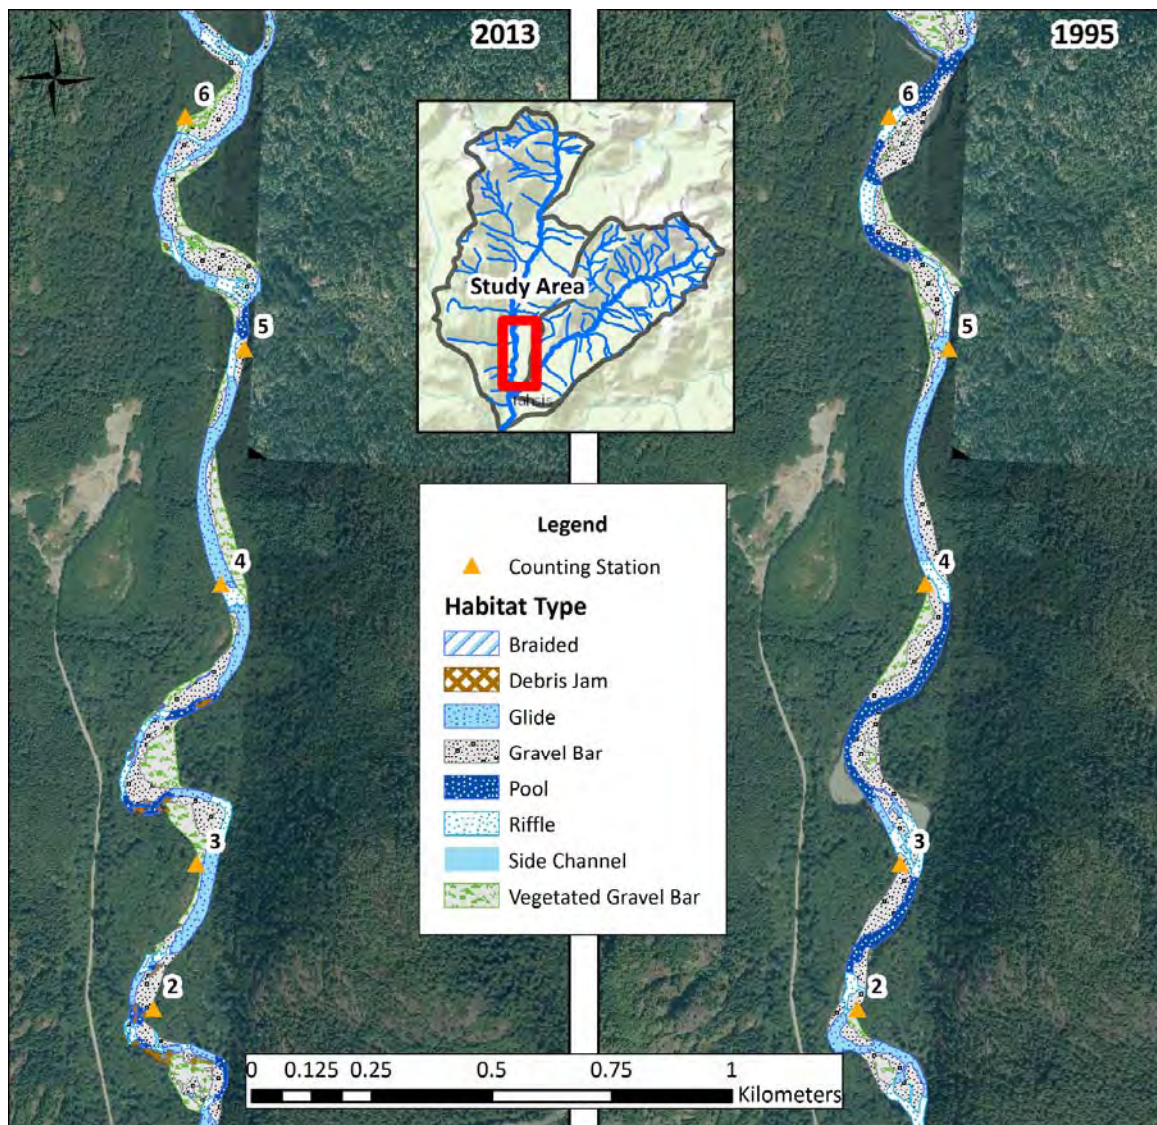 2013
1995
N
6
6
Study Area
Tahsis
5
5
4
4
3
3
2
2
Legend
Counting Station
Habitat Type
Braided
Debris Jam
Glide
Gravel Bar
Pool
Riffle
Side Channel
Vegetated Gravel Bar
0 0.125 0.25 0.5 0.75 1
Kilometers